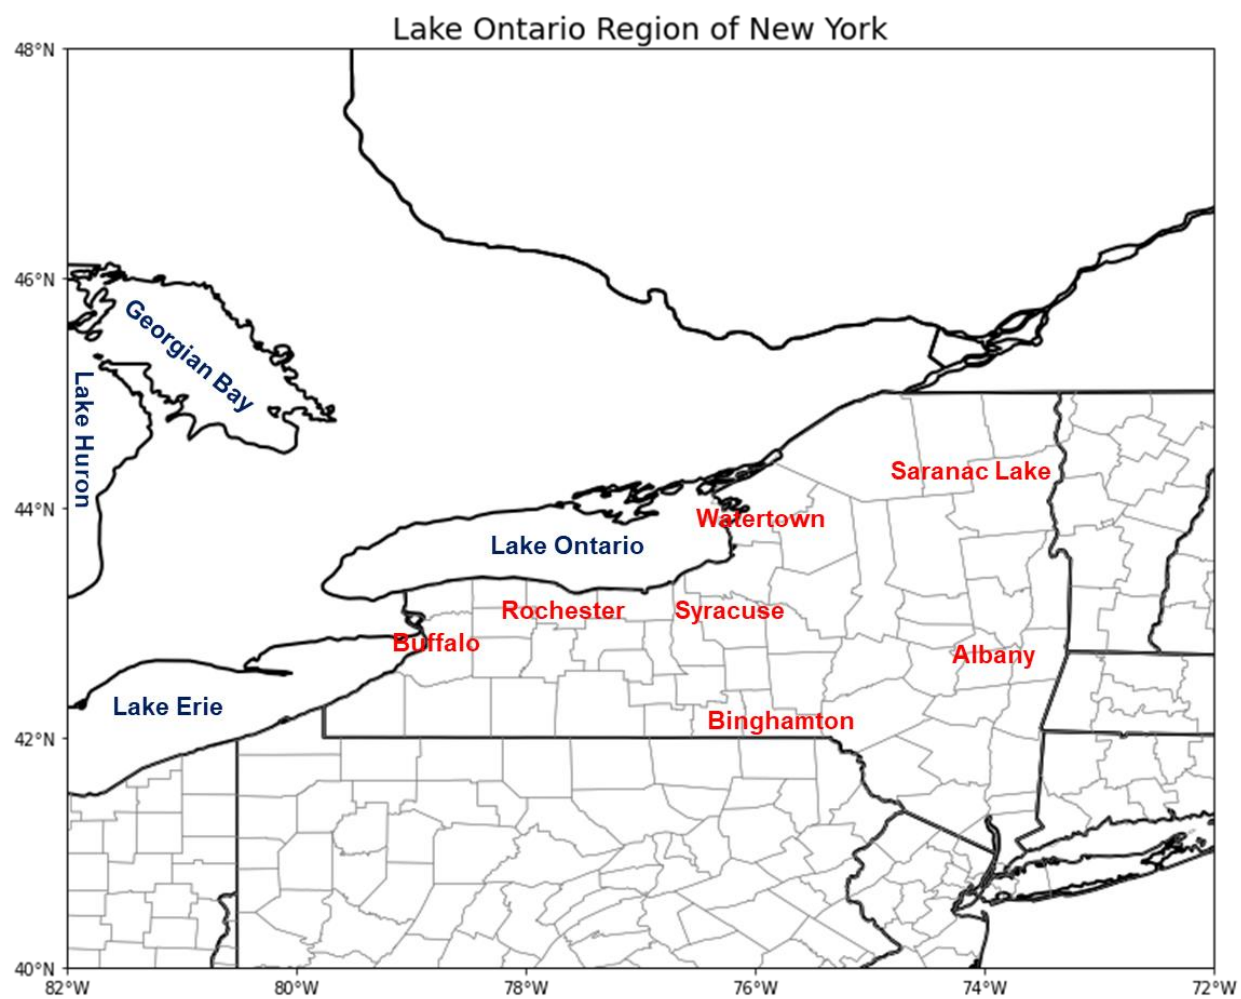 Lake Ontario Region of New York
48°N
46°N
Georgian Bay
Lake Huron
Saranac Lake
44°N
Watertown
Lake Ontario
Rochester
Syracuse
Buffalo
Albany
Lake Erie
Binghamton
42°N
40°N
82°W
80°W
78°W
76°W
74°W
72°W